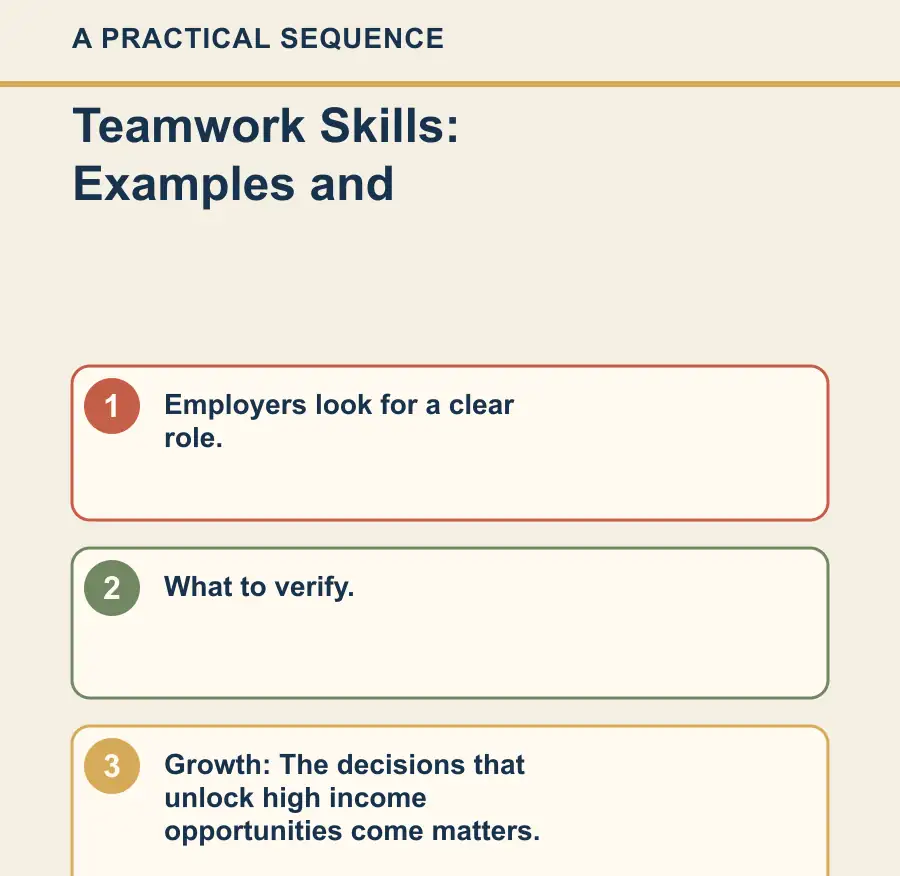 A PRACTICAL SEQUENCE
Teamwork Skills:
Examples and
1
Employers look for a clear
role.
2
What to verify.
3
Growth: The decisions that
unlock high income
opportunities come matters.